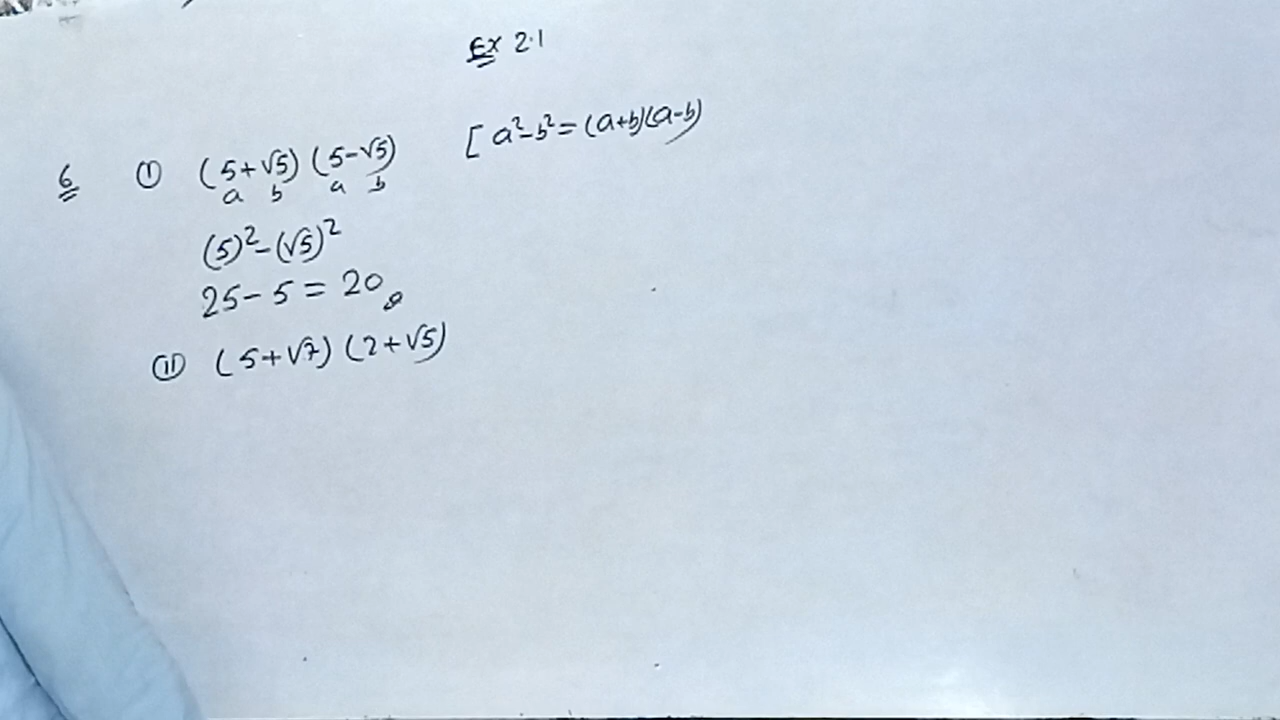 Ex 2.1
6 (i) (5+√5) (5-√5) [a²-b²=(a+b)(a-b)
a b a b
(5)²-(√5)²
25-5=20
(ii) (5+√7) (2+√5)